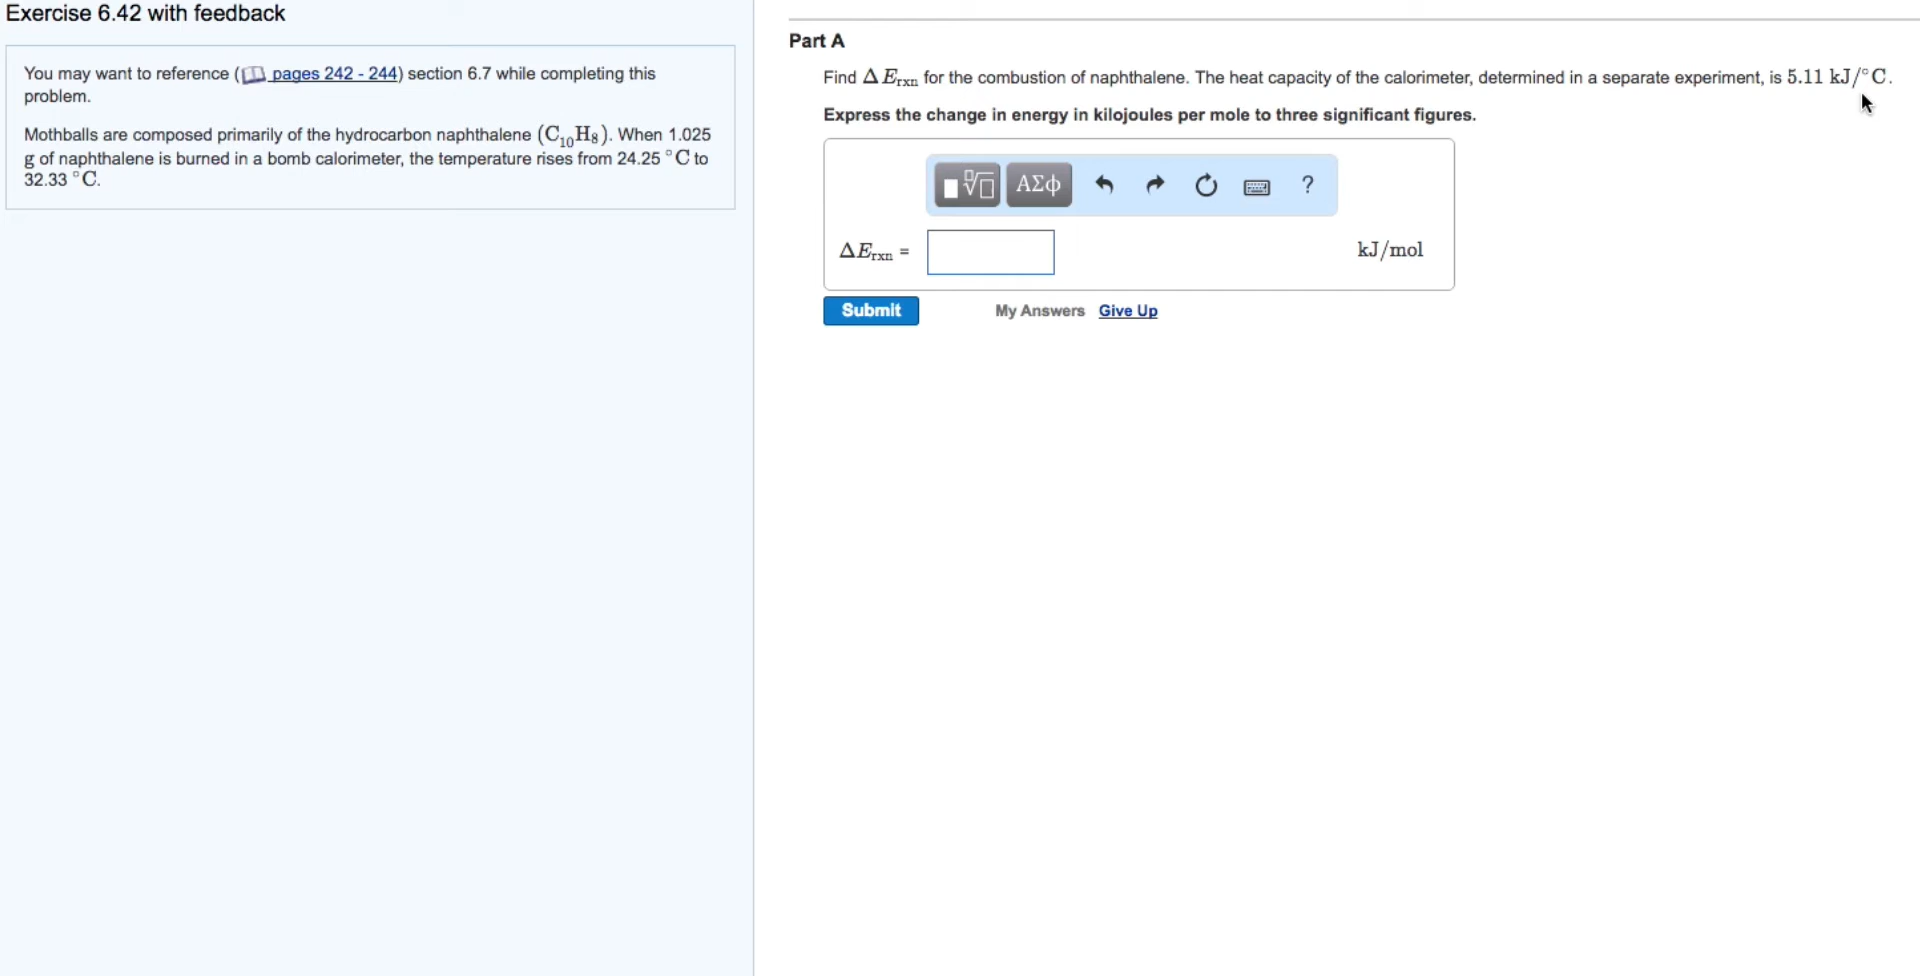 Exercise 6.42 with feedback
You may want to reference ( pages 242 - 244) section 6.7 while completing this
problem.
Mothballs are composed primarily of the hydrocarbon naphthalene (C₁₀H₈). When 1.025
g of naphthalene is burned in a bomb calorimeter, the temperature rises from 24.25 °C to
32.33 °C.
Part A
Find ΔErxn for the combustion of naphthalene. The heat capacity of the calorimeter, determined in a separate experiment, is 5.11 kJ/°C.
Express the change in energy in kilojoules per mole to three significant figures.
ΑΣϕ ?
ΔErxn = kJ/mol
Submit My Answers Give Up